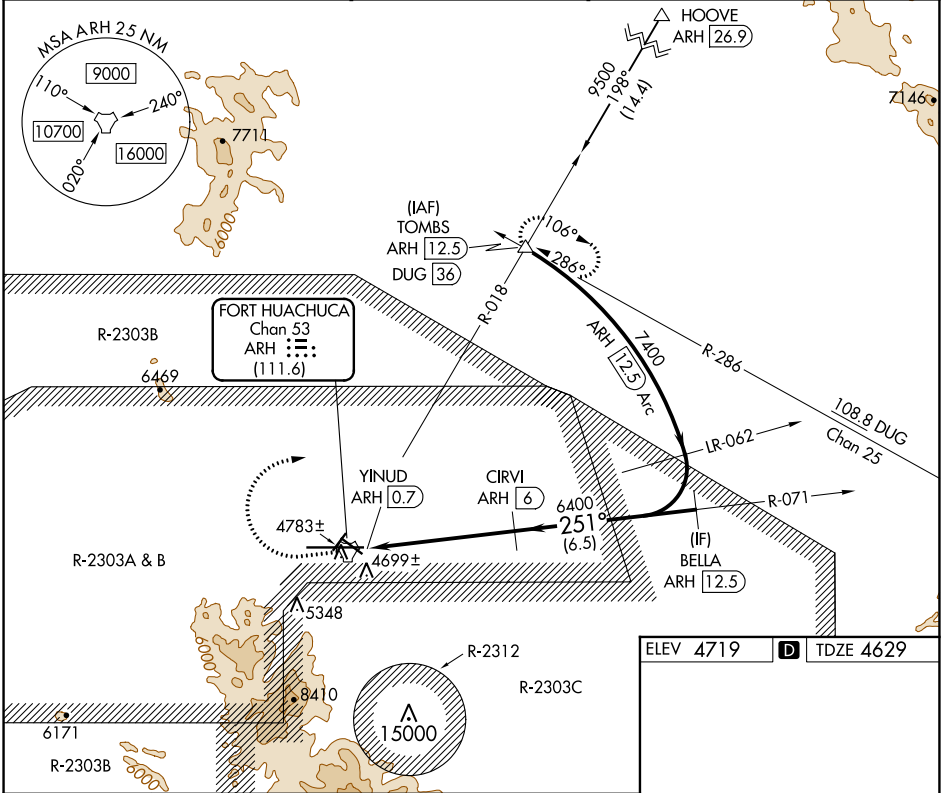 MSA ARH 25 NM
9000
110°
240°
10700
16000
020°
7711
6000
HOOVE
ARH 26.9
9500
198°
(14.4)
7146
(IAF)
TOMBS
ARH 12.5
DUG 36
106°
286°
R-018
7400
ARH 12.5 Arc
R-286
108.8 DUG
Chan 25
R-2303B
FORT HUACHUCA
Chan 53
ARH
(111.6)
6469
LR-062
R-071
YINUD
ARH 0.7
CIRVI
ARH 6
6400
251°
(6.5)
(IF)
BELLA
ARH 12.5
4783±
4699±
R-2303A & B
5348
6000
R-2312
R-2303C
8410
15000
6171
R-2303B
6000
ELEV 4719
D
TDZE 4629